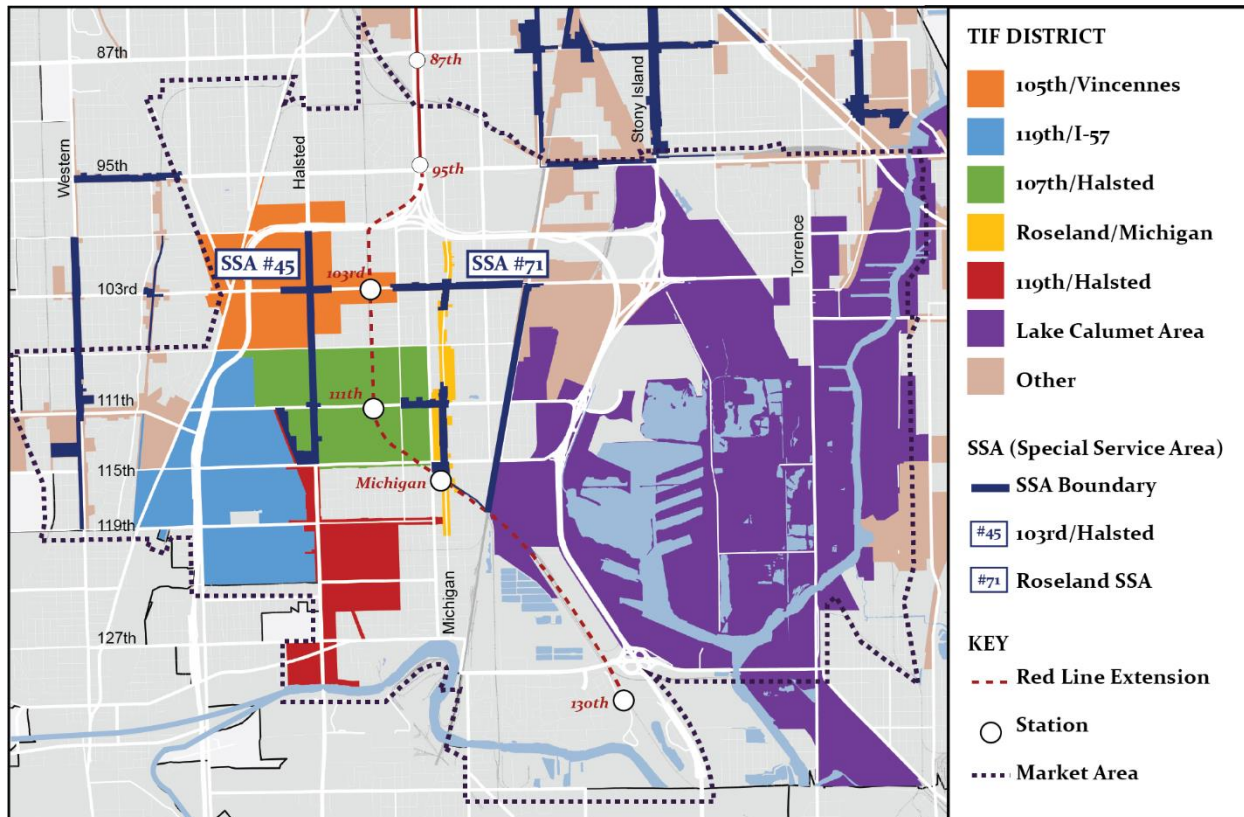 87th
87th
Western
Halsted
Stony Island
95th
95th
Torrence
SSA #45
SSA #71
103rd
103rd
111th
111th
115th
Michigan
119th
Michigan
127th
130th
TIF DISTRICT
105th/Vincennes
119th/I-57
107th/Halsted
Roseland/Michigan
119th/Halsted
Lake Calumet Area
Other
SSA (Special Service Area)
SSA Boundary
#45 103rd/Halsted
#71 Roseland SSA
KEY
Red Line Extension
Station
Market Area